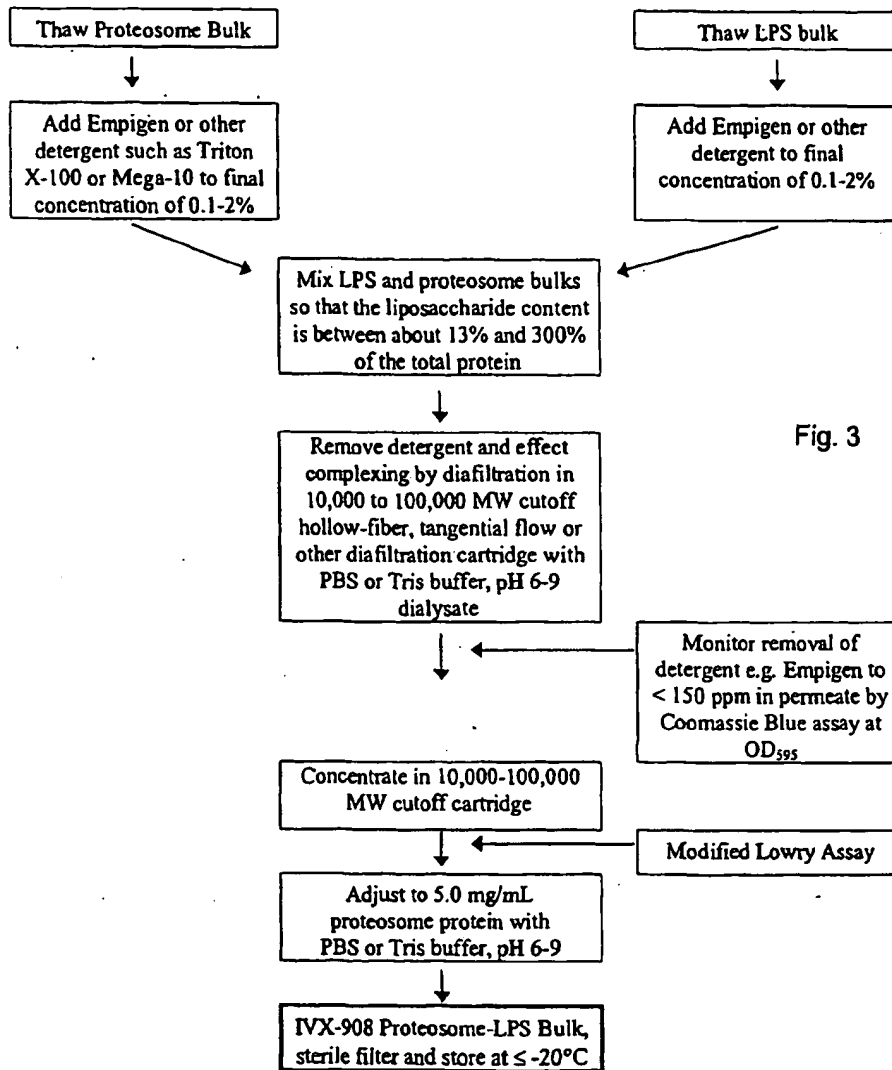 Thaw Proteosome Bulk
Thaw LPS bulk
Add Empigen or other
detergent such as Triton
X-100 or Mega-10 to final
concentration of 0.1-2%
Add Empigen or other
detergent to final
concentration of 0.1-2%
Mix LPS and proteosome bulks
so that the liposaccharide content
is between about 13% and 300%
of the total protein
Fig. 3
Remove detergent and effect
complexing by diafiltration in
10,000 to 100,000 MW cutoff
hollow-fiber, tangential flow or
other diafiltration cartridge with
PBS or Tris buffer, pH 6-9
dialysate
Monitor removal of
detergent e.g. Empigen to
< 150 ppm in permeate by
Coomassie Blue assay at
OD595
Concentrate in 10,000-100,000
MW cutoff cartridge
Modified Lowry Assay
Adjust to 5.0 mg/mL
proteosome protein with
PBS or Tris buffer, pH 6-9
IVX-908 Proteosome-LPS Bulk,
sterile filter and store at ≤ -20°C